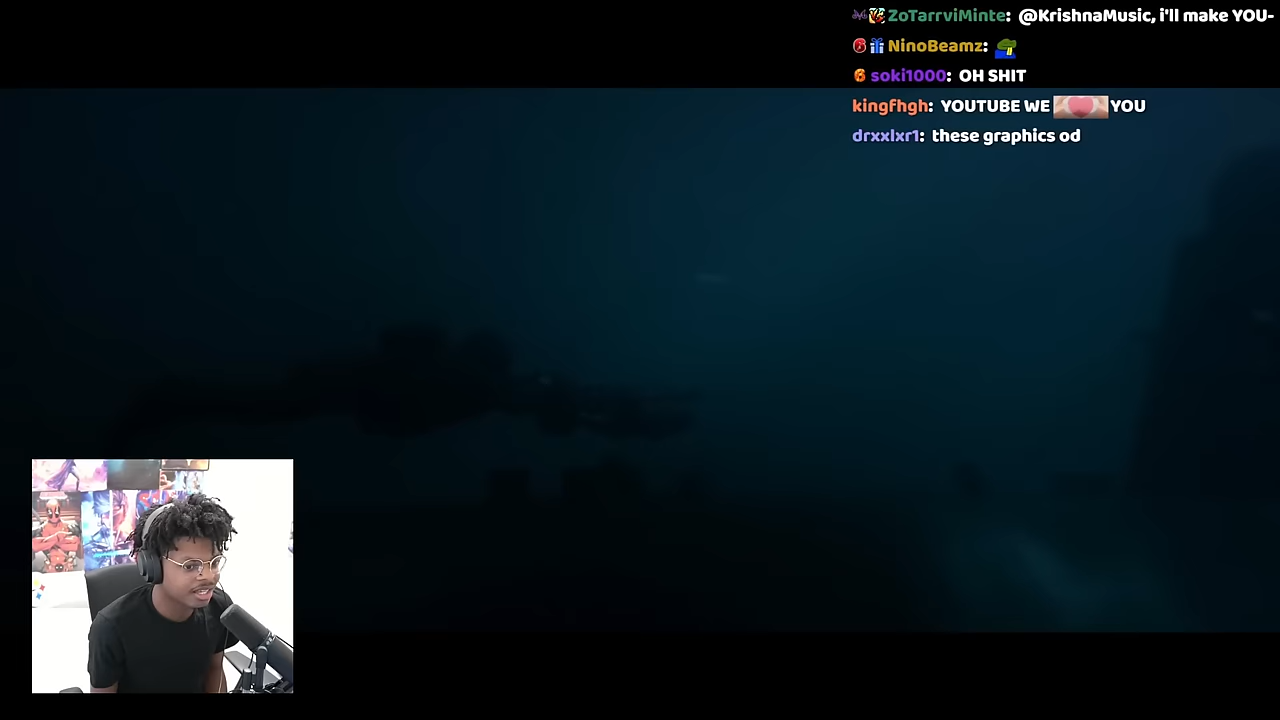 ZoTarrviMinte: @KrishnaMusic, i'll make YOU-
NinoBeamz:
soki1000: OH SHIT
kingfhgh: YOUTUBE WE YOU
drxxlxr1: these graphics od